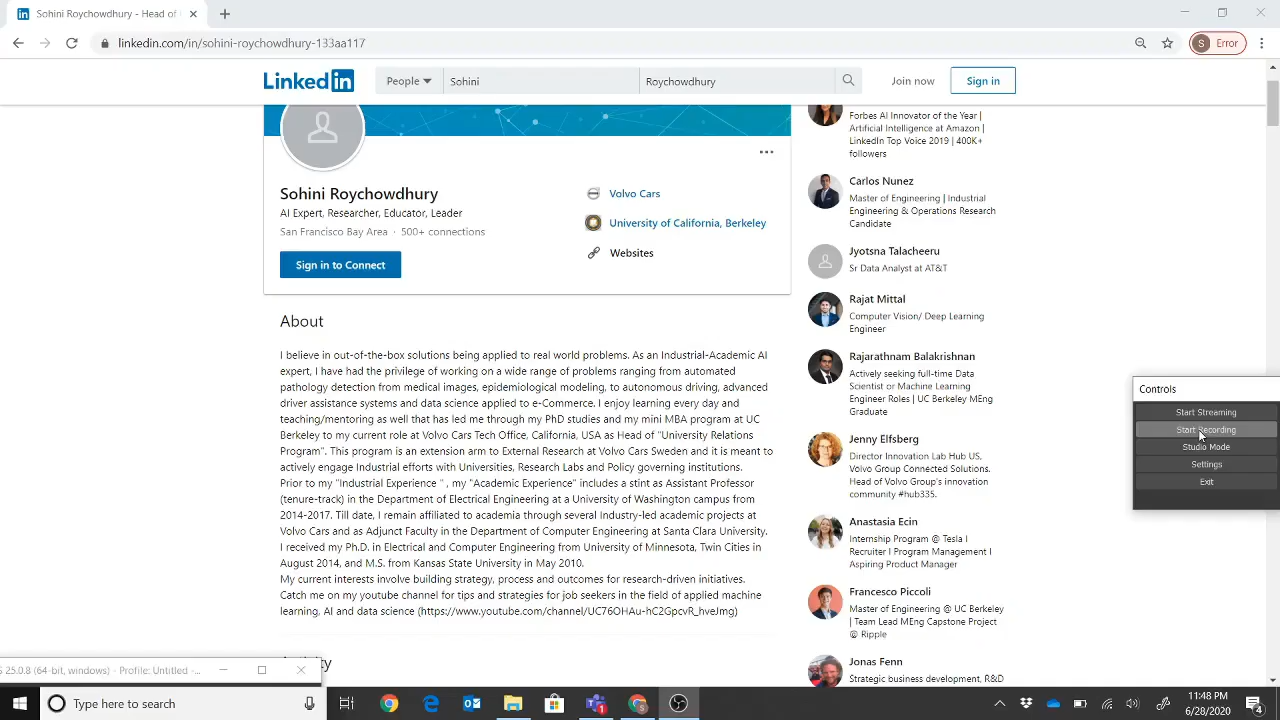 Sohini Roychowdhury - Head of
linkedin.com/in/sohini-roychowdhury-133aa117
S Error
Linked in
People
Sohini
Roychowdhury
Join now
Sign in
Sohini Roychowdhury
AI Expert, Researcher, Educator, Leader
San Francisco Bay Area · 500+ connections
Sign in to Connect
Volvo Cars
University of California, Berkeley
Websites
About
I believe in out-of-the-box solutions being applied to real world problems. As an Industrial-Academic AI
expert, I have had the privilege of working on a wide range of problems ranging from automated
pathology detection from medical images, epidemiological modeling, to autonomous driving, advanced
driver assistance systems and data science applied to e-Commerce. I enjoy learning every day and
teaching/mentoring as well that has led me through my PhD studies and my mini MBA program at UC
Berkeley to my current role at Volvo Cars Tech Office, California, USA as Head of "University Relations
Program". This program is an extension arm to External Research at Volvo Cars Sweden and it is meant to
actively engage Industrial efforts with Universities, Research Labs and Policy governing institutions.
Prior to my "Industrial Experience " , my "Academic Experience" includes a stint as Assistant Professor
(tenure-track) in the Department of Electrical Engineering at a University of Washington campus from
2014-2017. Till date, I remain affiliated to academia through several Industry-led academic projects at
Volvo Cars and as Adjunct Faculty in the Department of Computer Engineering at Santa Clara University.
I received my Ph.D. in Electrical and Computer Engineering from University of Minnesota, Twin Cities in
August 2014, and M.S. from Kansas State University in May 2010.
My current interests involve building strategy, process and outcomes for research-driven initiatives.
Catch me on my youtube channel for tips and strategies for job seekers in the field of applied machine
learning, AI and data science (https://www.youtube.com/channel/UC76OHAu-hC2GpcvR_hveJmg)
Forbes AI Innovator of the Year |
Artificial Intelligence at Amazon |
LinkedIn Top Voice 2019 | 400K+
followers
Carlos Nunez
Master of Engineering | Industrial
Engineering & Operations Research
Candidate
Jyotsna Talacheeru
Sr Data Analyst at AT&T
Rajat Mittal
Computer Vision/ Deep Learning
Engineer
Rajarathnam Balakrishnan
Actively seeking full-time Data
Scientist or Machine Learning
Engineer Roles | UC Berkeley MEng
Graduate
Jenny Elfsberg
Director Innovation Lab Hub US,
Volvo Group Connected Solutions.
Head of Volvo Group's innovation
community #hub335.
Anastasia Ecin
Internship Program @ Tesla I
Recruiter I Program Management I
Aspiring Product Manager
Francesco Piccoli
Master of Engineering @ UC Berkeley
| Team Lead MEng Capstone Project
@ Ripple
Jonas Fenn
Strategic business development, R&D
Controls
Start Streaming
Start Recording
Studio Mode
Settings
Exit
25.0.8 (64-bit, windows) - Profile: Untitled -...
Type here to search
11:48 PM
6/28/2020
4